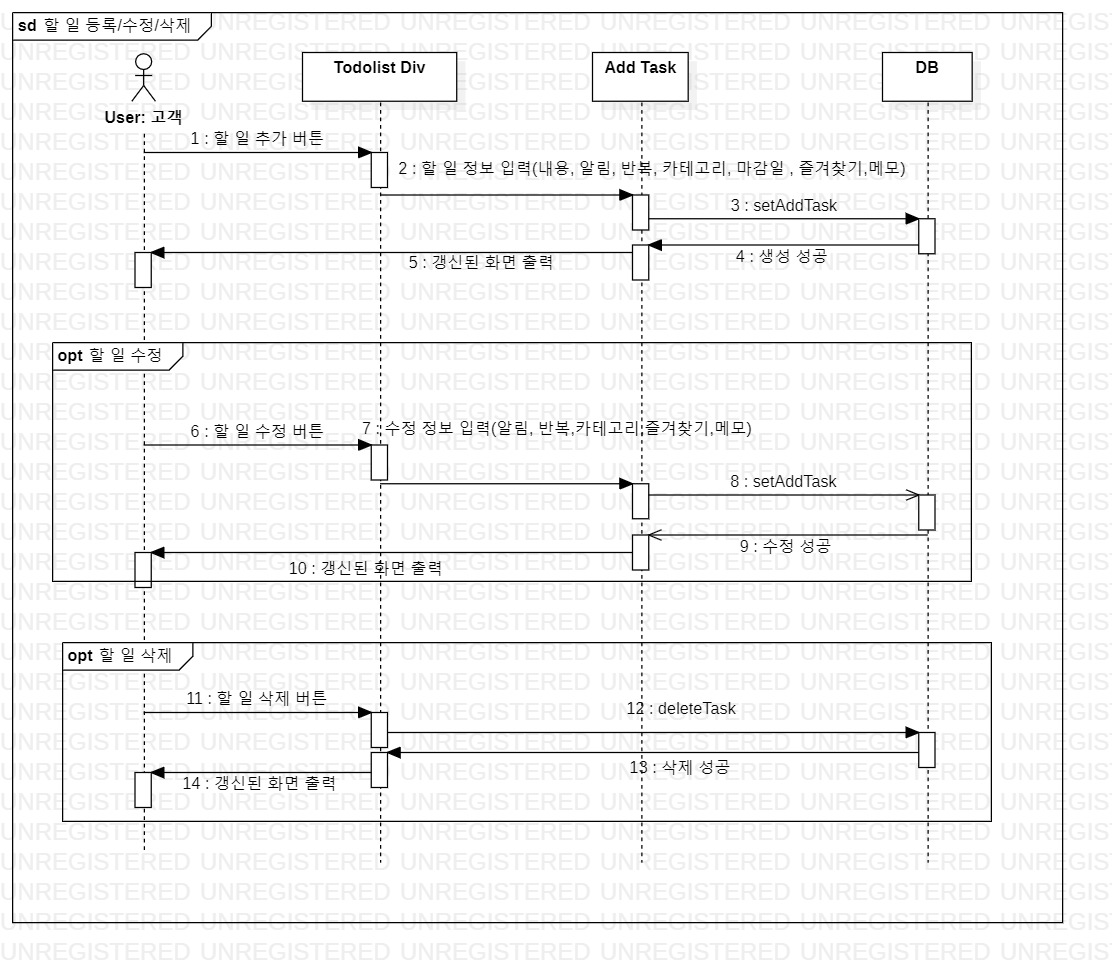 sd 할 일 등록/수정/삭제
Todolist Div
Add Task
DB
User: 고객
1 : 할 일 추가 버튼
2 : 할 일 정보 입력(내용, 알림, 반복, 카테고리, 마감일 , 즐겨찾기,메모)
3 : setAddTask
4 : 생성 성공
5 : 갱신된 화면 출력
opt 할 일 수정
6 : 할 일 수정 버튼
7 : 수정 정보 입력(알림, 반복,카테고리,즐겨찾기,메모)
8 : setAddTask
9 : 수정 성공
10 : 갱신된 화면 출력
opt 할 일 삭제
11 : 할 일 삭제 버튼
12 : deleteTask
13 : 삭제 성공
14 : 갱신된 화면 출력
UNREGISTERED UNREGISTERED UNREGISTERED UNREGISTERED UNREGISTERED